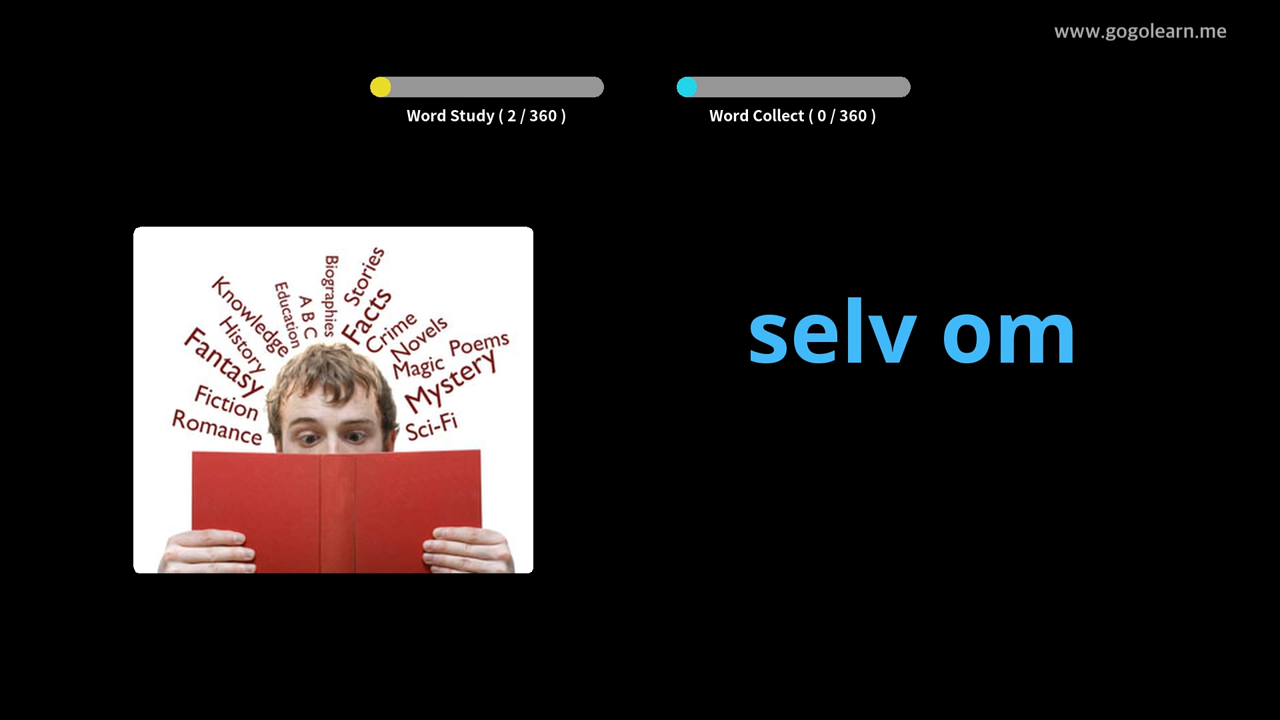 www.gogolearn.me
Word Study ( 2 / 360 )
Word Collect ( 0 / 360 )
selv om
Biographies
Stories
Education
A B C
Facts
Knowledge
Crime
History
Novels
Poems
Fantasy
Magic
Mystery
Fiction
Romance
Sci-Fi